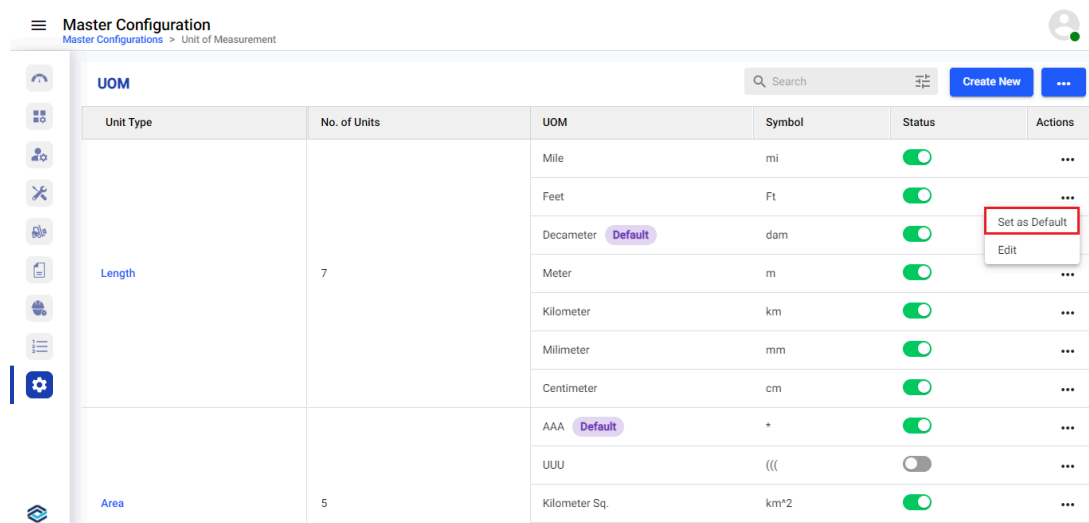 Master Configuration
Master Configurations > Unit of Measurement
UOM
Search
Create New
Unit Type No. of Units UOM Symbol Status Actions
Mile mi
Feet Ft
Set as Default
Decameter Default dam
Edit
Length 7 Meter m
Kilometer km
Milimeter mm
Centimeter cm
AAA Default *
UUU (((
Area 5 Kilometer Sq. km^2